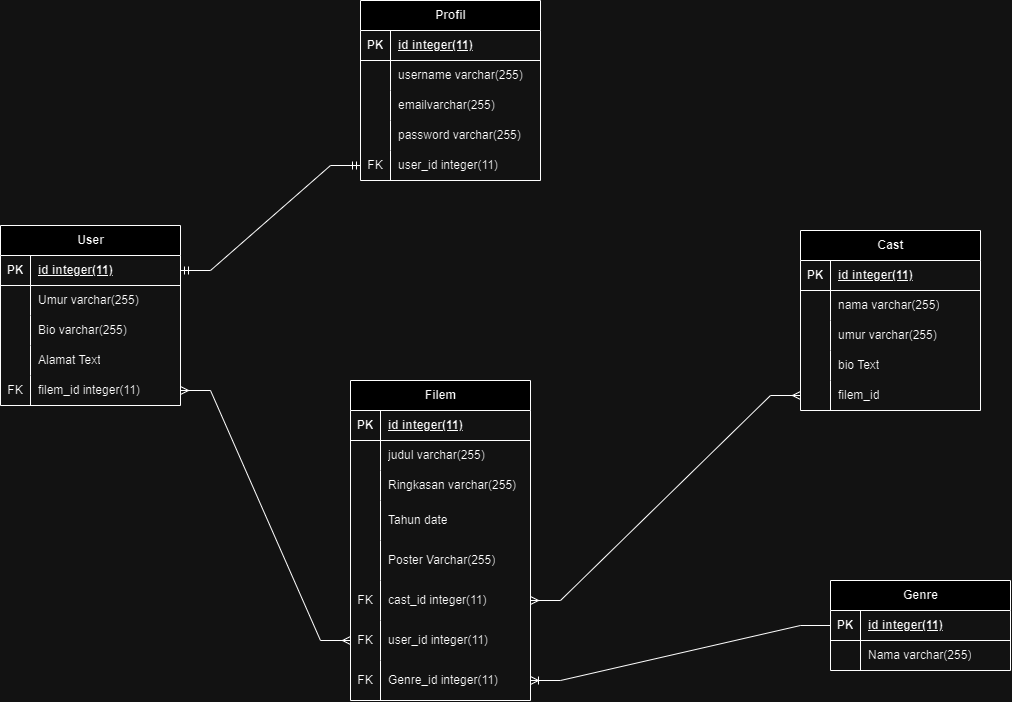 Profil
PK id integer(11)
username varchar(255)
emailvarchar(255)
password varchar(255)
FK user_id integer(11)
User
PK id integer(11)
Umur varchar(255)
Bio varchar(255)
Alamat Text
FK filem_id integer(11)
Cast
PK id integer(11)
nama varchar(255)
umur varchar(255)
bio Text
filem_id
Filem
PK id integer(11)
judul varchar(255)
Ringkasan varchar(255)
Tahun date
Poster Varchar(255)
FK cast_id integer(11)
FK user_id integer(11)
FK Genre_id integer(11)
Genre
PK id integer(11)
Nama varchar(255)